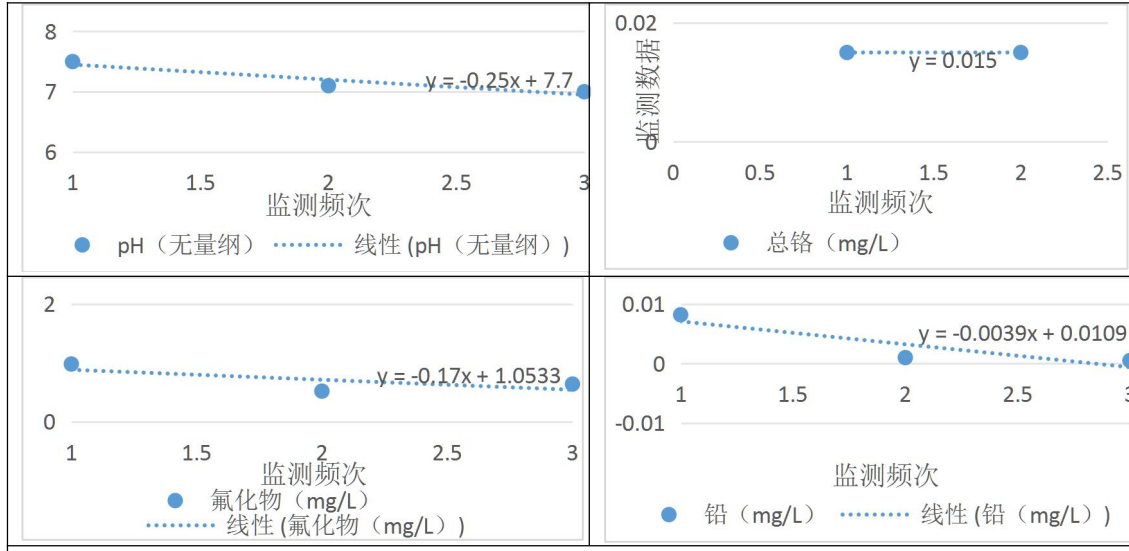 8
7
6
y = -0.25x + 7.7
1 1.5 2 2.5 3
监测频次
pH（无量纲） 线性 (pH（无量纲）)
0.02
0
监测数据
y = 0.015
0 0.5 1 1.5 2 2.5
监测频次
总铬（mg/L）
2
0
y = -0.17x + 1.0533
1 1.5 2 2.5 3
监测频次
氟化物（mg/L）
线性 (氟化物（mg/L）)
0.01
0
-0.01
y = -0.0039x + 0.0109
1 1.5 2 2.5 3
监测频次
铅（mg/L） 线性 (铅（mg/L）)